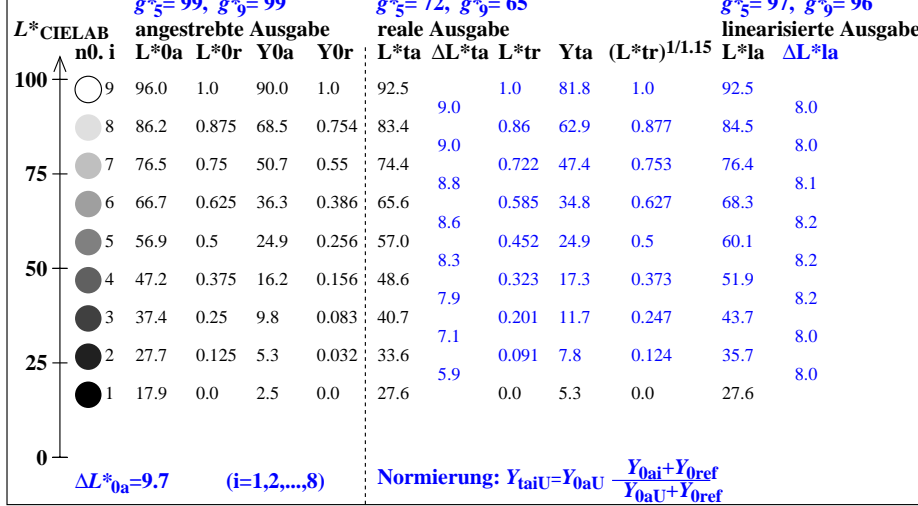 g*5= 99, g*9= 99 g*5= 72, g*9= 65 g*5= 97, g*9= 96
L*CIELAB angestrebte Ausgabe reale Ausgabe linearisierte Ausgabe
n0. i L*0a L*0r Y0a Y0r L*ta ΔL*ta L*tr Yta (L*tr)1/1.15 L*la ΔL*la
100 9 96.0 1.0 90.0 1.0 92.5 1.0 81.8 1.0 92.5
9.0 8.0
8 86.2 0.875 68.5 0.754 83.4 0.86 62.9 0.877 84.5
9.0 8.0
75 7 76.5 0.75 50.7 0.55 74.4 0.722 47.4 0.753 76.4
8.8 8.1
6 66.7 0.625 36.3 0.386 65.6 0.585 34.8 0.627 68.3
8.6 8.2
5 56.9 0.5 24.9 0.256 57.0 0.452 24.9 0.5 60.1
50 8.3 8.2
4 47.2 0.375 16.2 0.156 48.6 0.323 17.3 0.373 51.9
7.9 8.2
3 37.4 0.25 9.8 0.083 40.7 0.201 11.7 0.247 43.7
7.1 8.0
25 2 27.7 0.125 5.3 0.032 33.6 0.091 7.8 0.124 35.7
5.9 8.0
1 17.9 0.0 2.5 0.0 27.6 0.0 5.3 0.0 27.6
0
ΔL*0a=9.7 (i=1,2,...,8) Normierung: YtaiU=Y0aU Y0ai+Y0ref
Y0aU+Y0ref